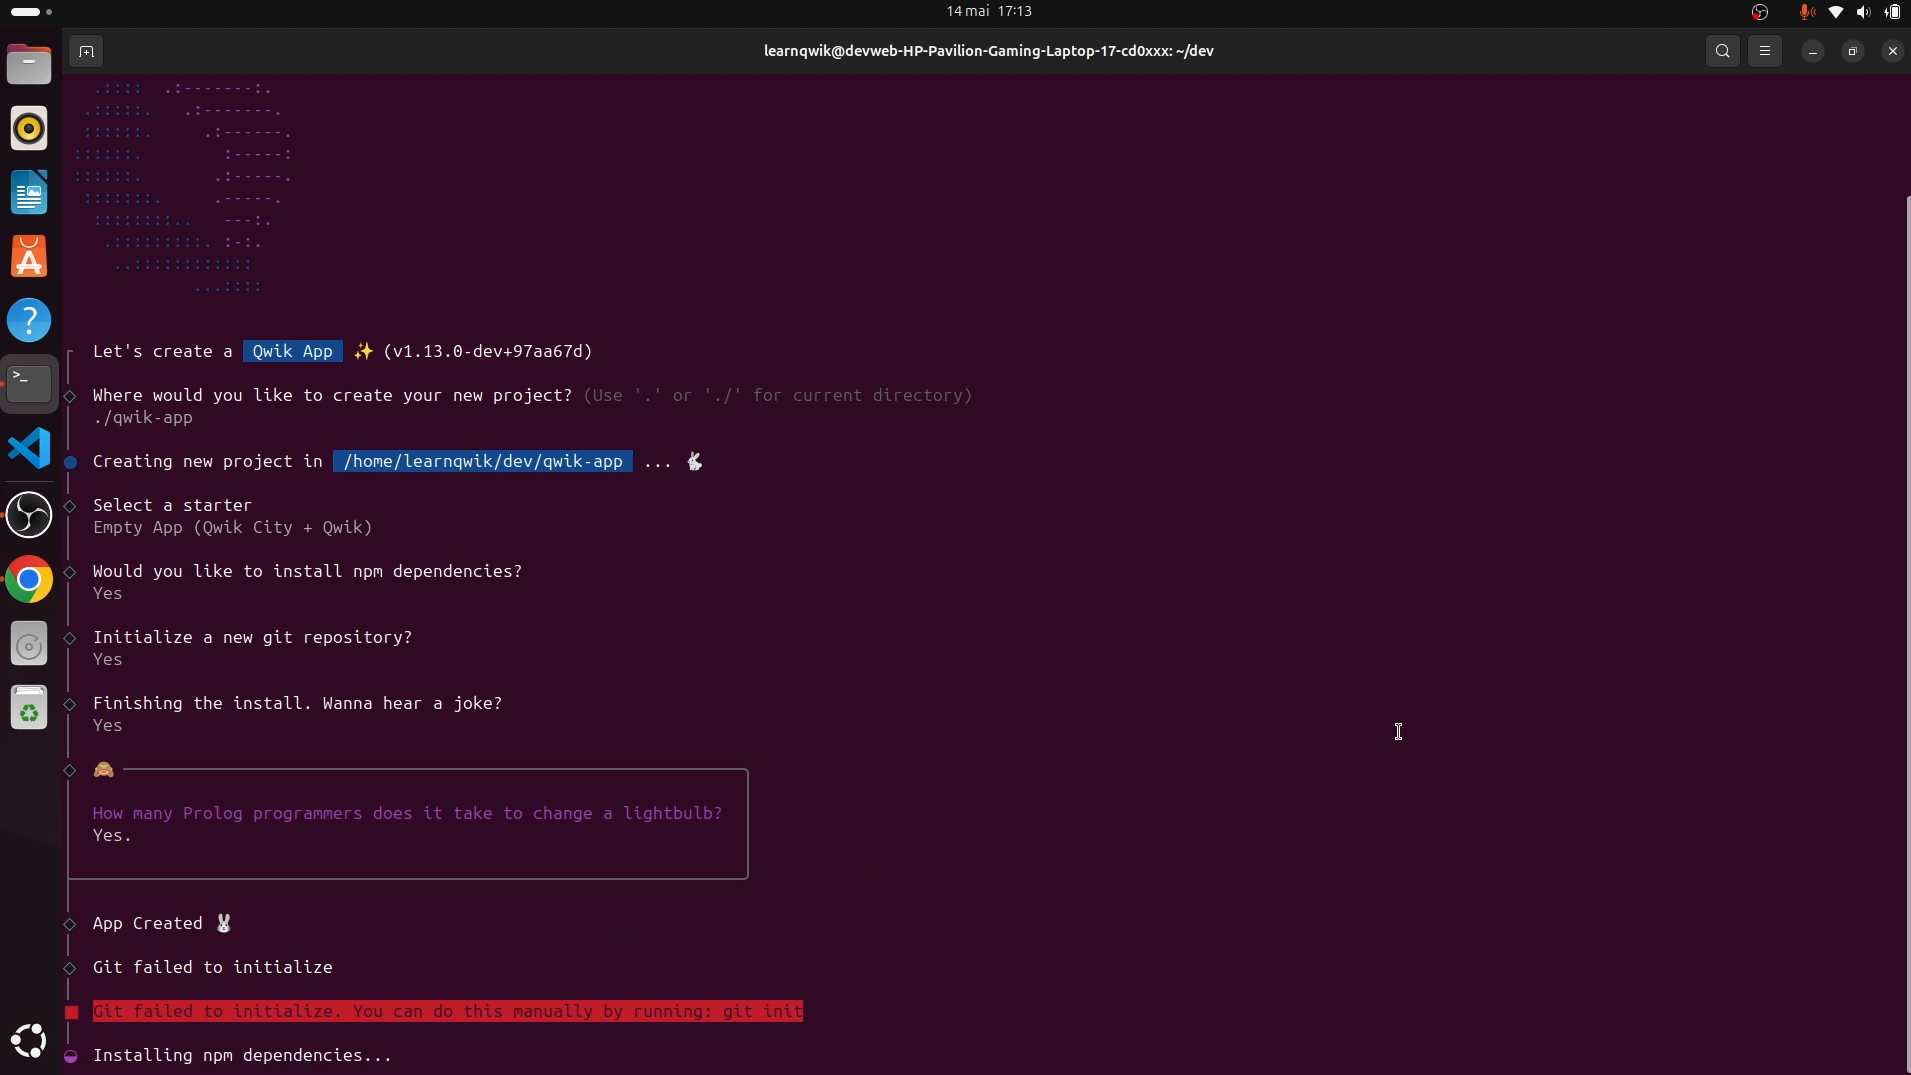 14 mai 17:13
learnqwik@devweb-HP-Pavilion-Gaming-Laptop-17-cd0xxx: ~/dev
.:::: .:-------:.
.:::::. .:-------.
::::::. .:------.
::::::. :-----:
::::::. .:-----.
:::::::. .-----.
::::::::.. ---:.
.:::::::::. :-:.
..::::::::::::
...::::
Let's create a Qwik App ✨ (v1.13.0-dev+97aa67d)
Where would you like to create your new project? (Use '.' or './' for current directory)
./qwik-app
Creating new project in /home/learnqwik/dev/qwik-app ... 🐇
Select a starter
Empty App (Qwik City + Qwik)
Would you like to install npm dependencies?
Yes
Initialize a new git repository?
Yes
Finishing the install. Wanna hear a joke?
Yes
🙈
How many Prolog programmers does it take to change a lightbulb?
Yes.
App Created 🐰
Git failed to initialize
Git failed to initialize. You can do this manually by running: git init
Installing npm dependencies...